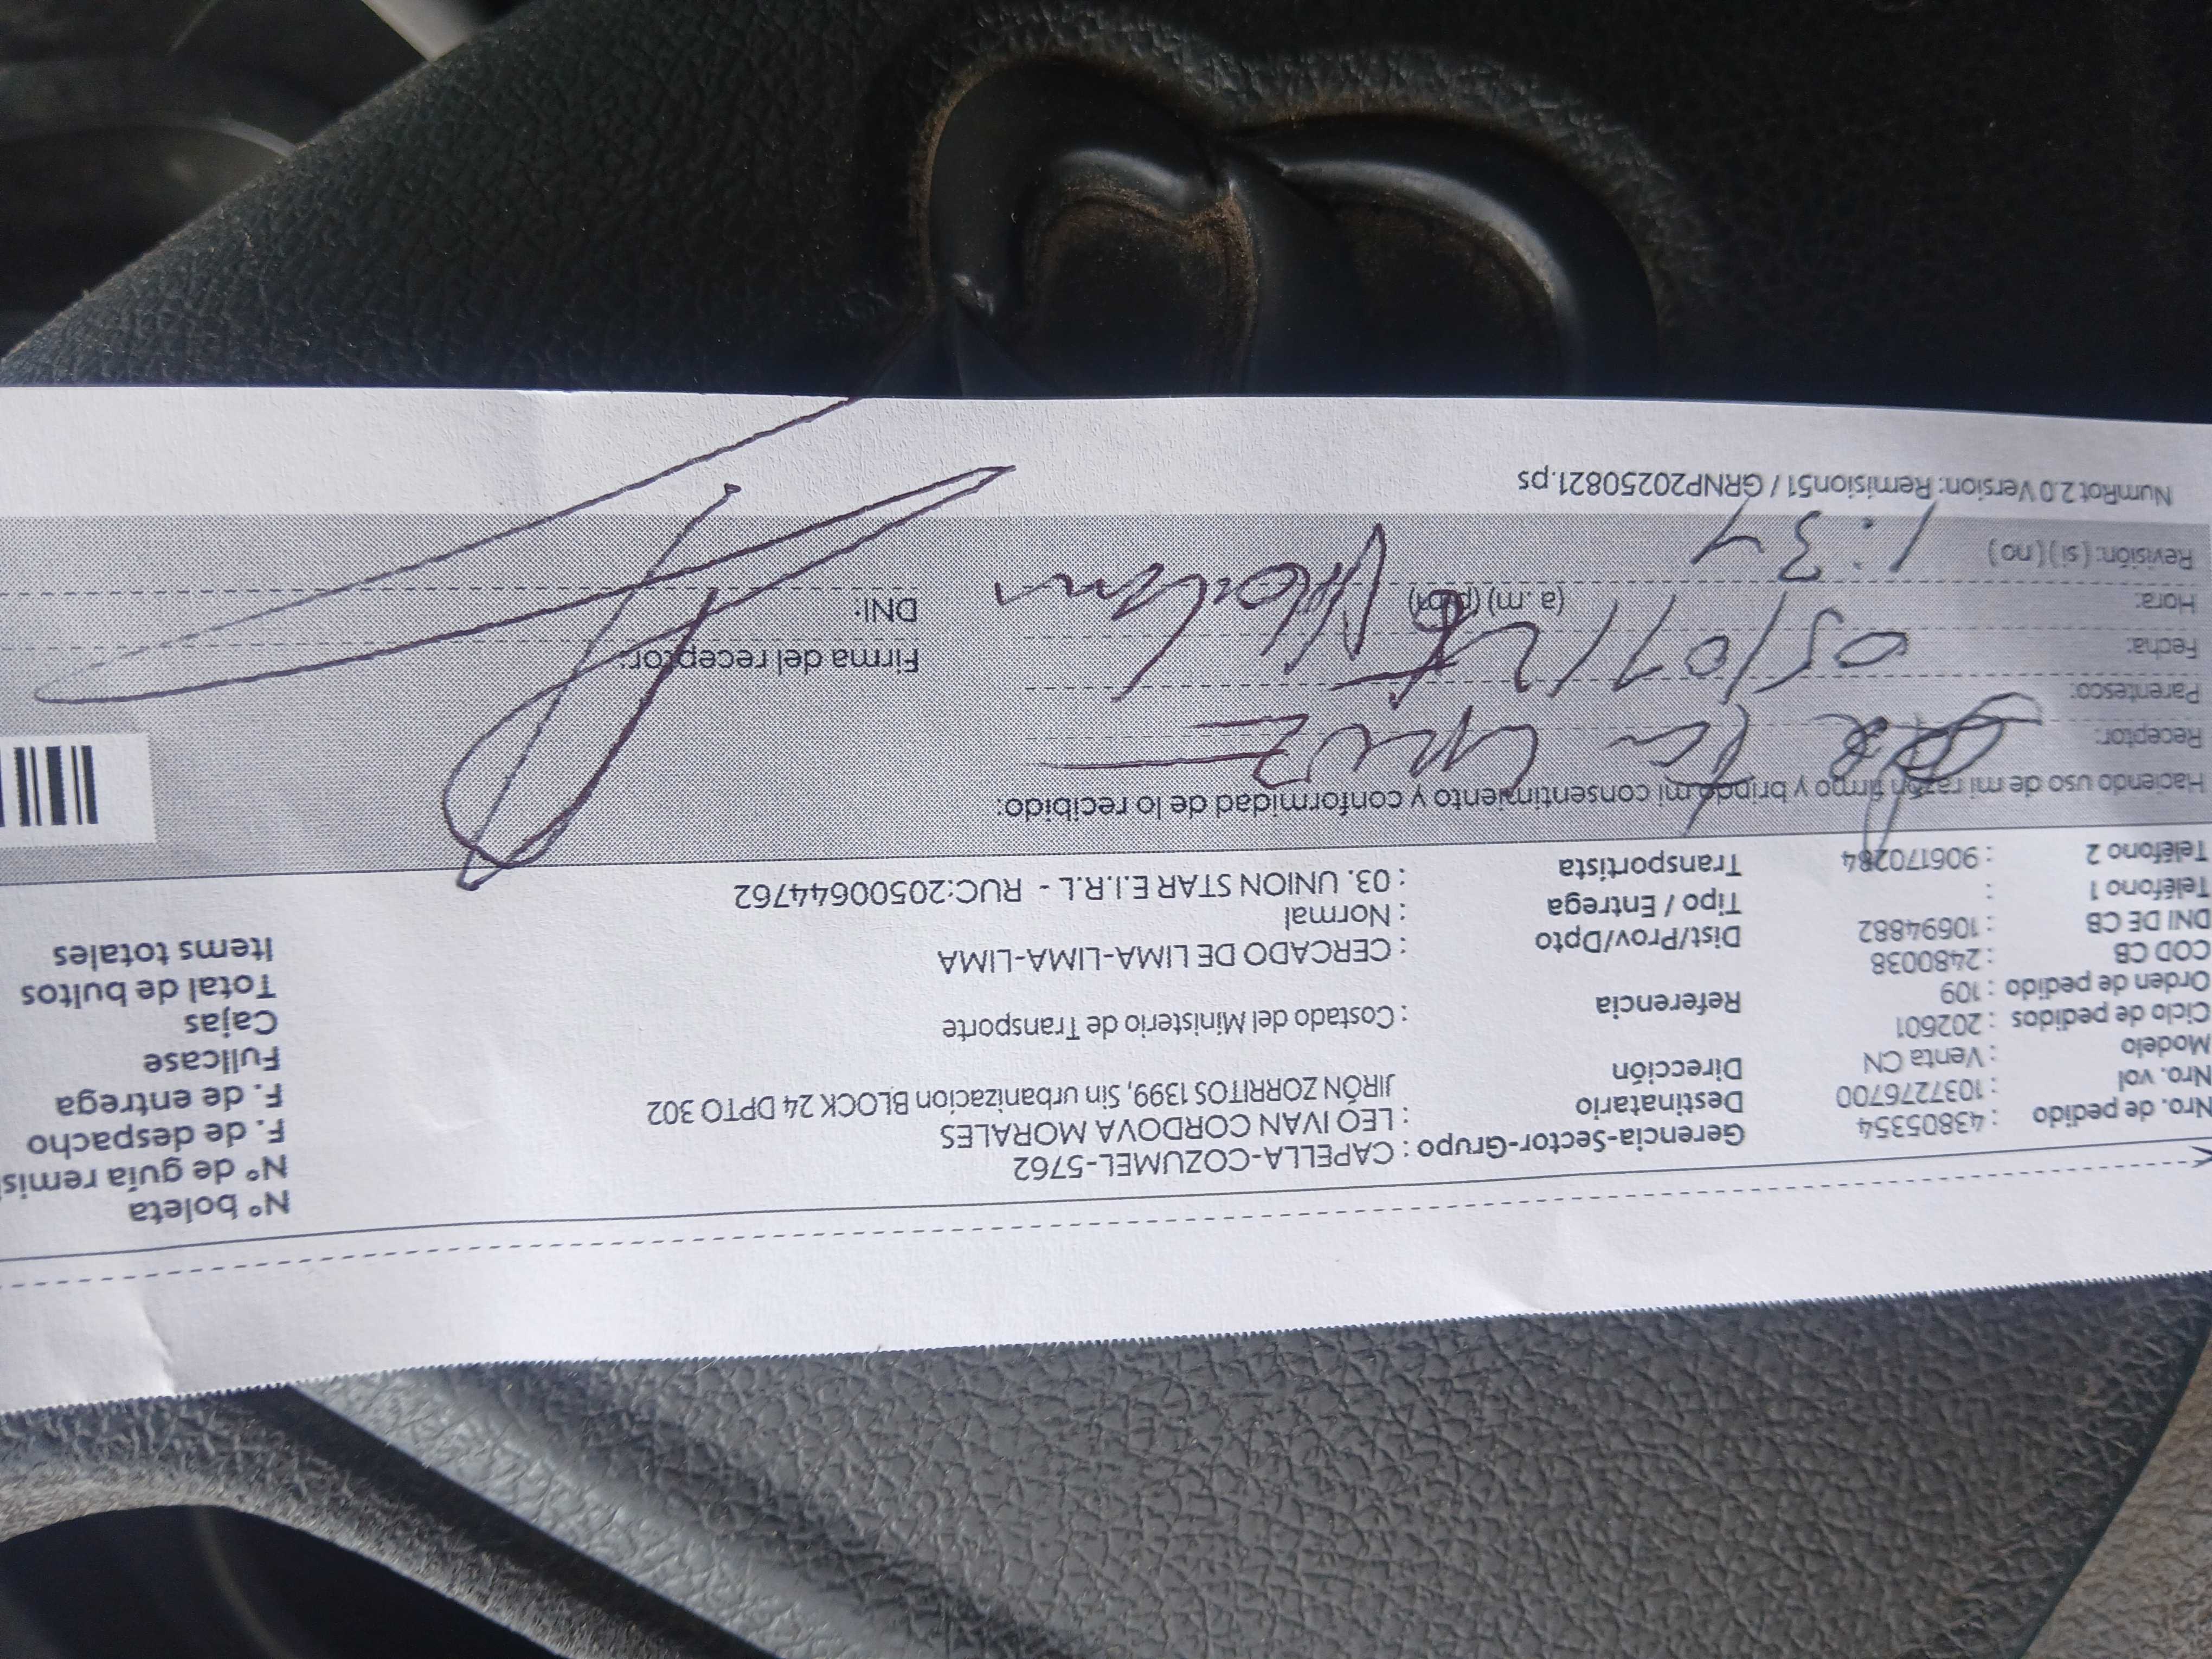 Nº boleta
Nº de guía remis
F. de despacho
F. de entrega
Fullcase
Cajas
Total de bultos
Items totales
Nro. de pedido : 43805354
Nro. vol : 1037276700
Modelo : Venta CN
Ciclo de pedidos : 202601
Orden de pedido : 109
COD CB : 2480038
DNI DE CB : 10694882
Teléfono 1 :
Teléfono 2 : 906170284
Gerencia-Sector-Grupo : CAPELLA-COZUMEL-5762
Destinatario : LEO IVAN CORDOVA MORALES
Dirección JIRÓN ZORRITOS 1399, Sin urbanizacion BLOCK 24 DPTO 302
Referencia : Costado del Ministerio de Transporte
Dist/Prov/Dpto : CERCADO DE LIMA-LIMA-LIMA
Tipo / Entrega : Normal
Transportista : 03. UNION STAR E.I.R.L - RUC:20500644762
Haciendo uso de mi razón firmo y brindo mi consentimiento y conformidad de lo recibido:
Receptor:
Parentesco:
Fecha: 05/01/26
Hora: (a.m) (p.m)
Revisión: ( si ) ( no ) 1:37
Firma del receptor:
DNI:
NumRot 2.0 Version: Remision51 / GRNP20250821.ps